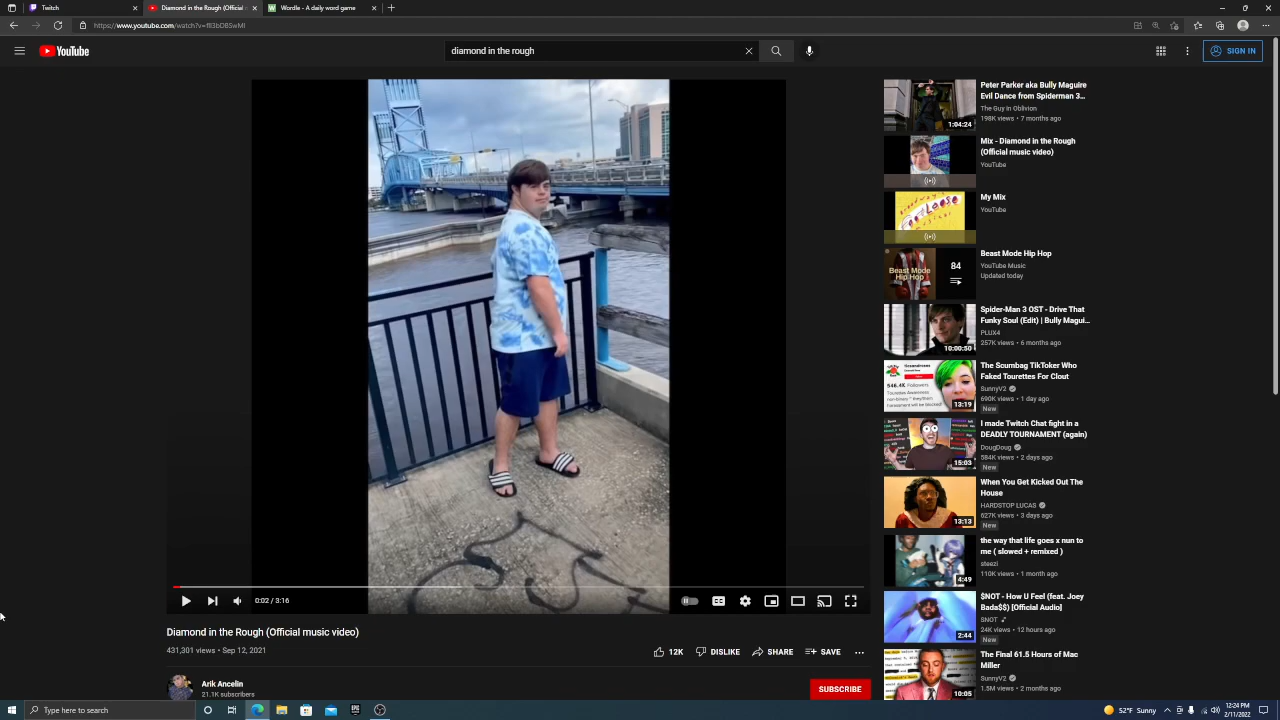 Twitch
Diamond in the Rough (Official
Wordle - A daily word game
https://www.youtube.com/watch?v=
YouTube
diamond in the rough
SIGN IN
Peter Parker aka Bully Maguire
Evil Dance from Spiderman 3...
The Guy In Oblivion
198K views • 7 months ago
1:04:24
Mix - Diamond in the Rough
(Official music video)
YouTube
My Mix
YouTube
Beast Mode Hip Hop
YouTube Music
Updated today
84
Beast Mode
Hip Hop
Spider-Man 3 OST - Drive That
Funky Soul (Edit) | Bully Magui...
PLUX4
257K views • 6 months ago
10:00:50
The Scumbag TikToker Who
Faked Tourettes For Clout
SunnyV2
690K views • 1 day ago
New
546.4K Followers
Tourettes Awareness
13:19
I made Twitch Chat fight in a
DEADLY TOURNAMENT (again)
DougDoug
584K views • 2 days ago
New
15:03
When You Get Kicked Out The
House
HARDSTOP LUCAS
627K views • 3 days ago
New
13:13
the way that life goes x nun to
me ( slowed + remixed )
steezi
110K views • 1 month ago
4:49
$NOT - How U Feel (feat. Joey
Bada$$) [Official Audio]
SNOT
24K views • 12 hours ago
New
2:44
The Final 61.5 Hours of Mac
Miller
SunnyV2
1.5M views • 2 months ago
10:05
0:02 / 3:16
Diamond in the Rough (Official music video)
431,301 views • Sep 12, 2021
12K
DISLIKE
SHARE
SAVE
...
Ancelin
21.1K subscribers
SUBSCRIBE
Type here to search
52°F Sunny
12:24 PM
2/11/2022